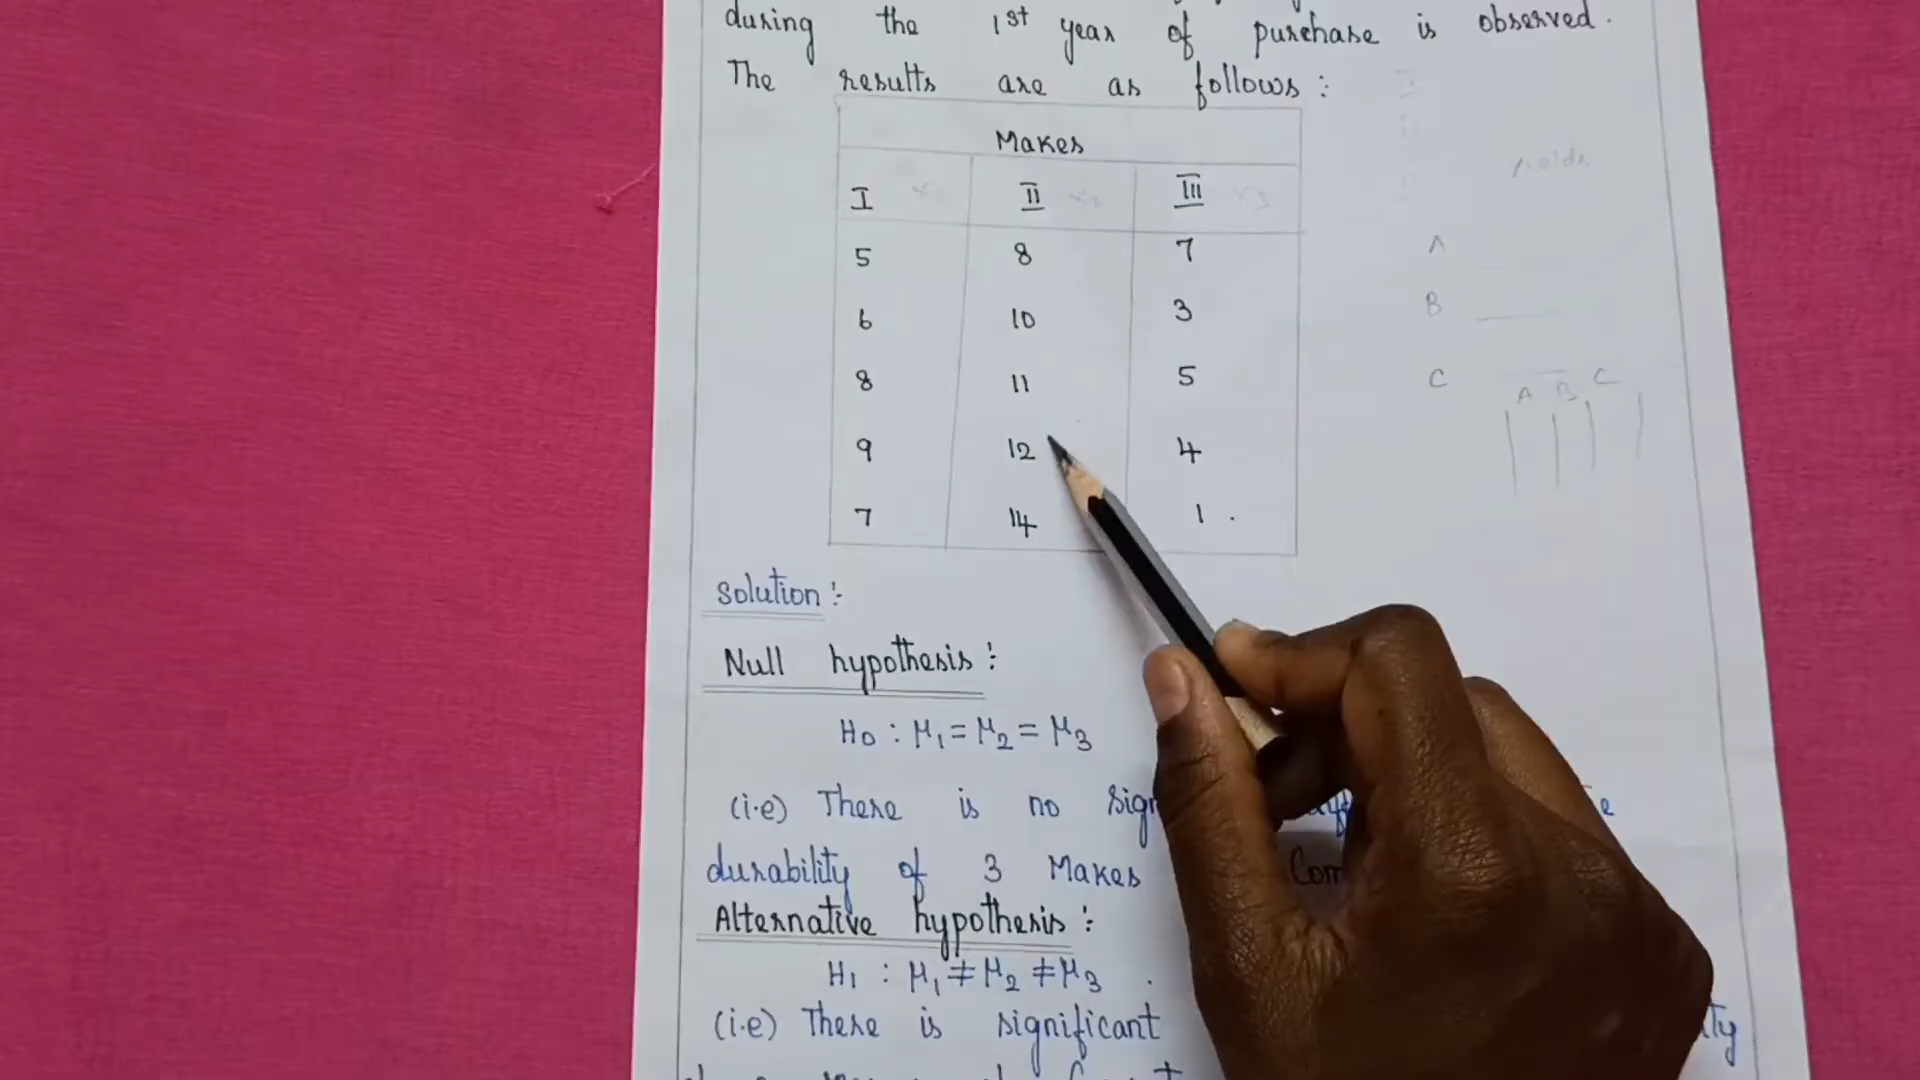 during the 1st year of purchase is observed.
The results are as follows:
Makes
I II III
5 8 7
6 10 3
8 11 5
9 12 4
7 14 1.
A
B
C
A B C
Solution:-
Null hypothesis:-
H0 : μ1 = μ2 = μ3
(i.e) There is no
durability of 3 Makes
Alternative hypothesis:-
H1 : μ1 ≠ μ2 ≠ μ3.
(i.e) There is significant